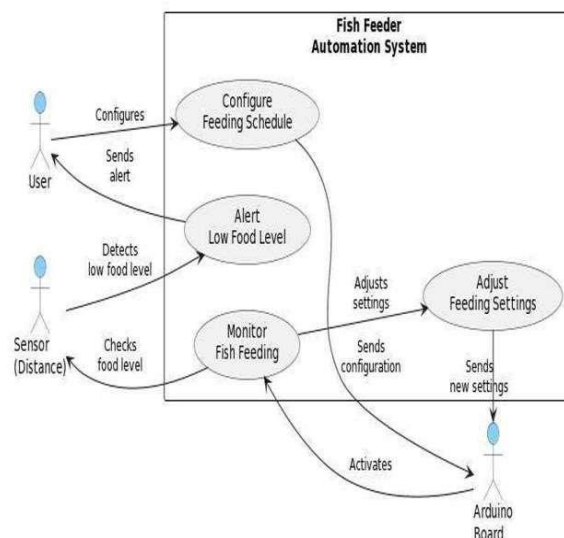 Fish Feeder
Automation System
Configure
Feeding Schedule
Configures
Sends
alert
User
Alert
Low Food Level
Detects
low food level
Adjusts
settings
Adjust
Feeding Settings
Monitor
Fish Feeding
Sensor
(Distance)
Checks
food level
Sends
configuration
Sends
new settings
Activates
Arduino
Board